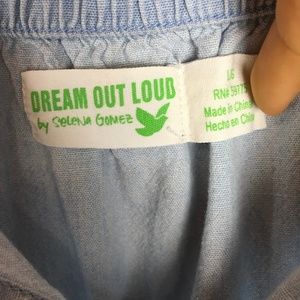 DREAM OUT LOUD
by SELENA GOMEZ
L/G
Made in China
Hecho en China